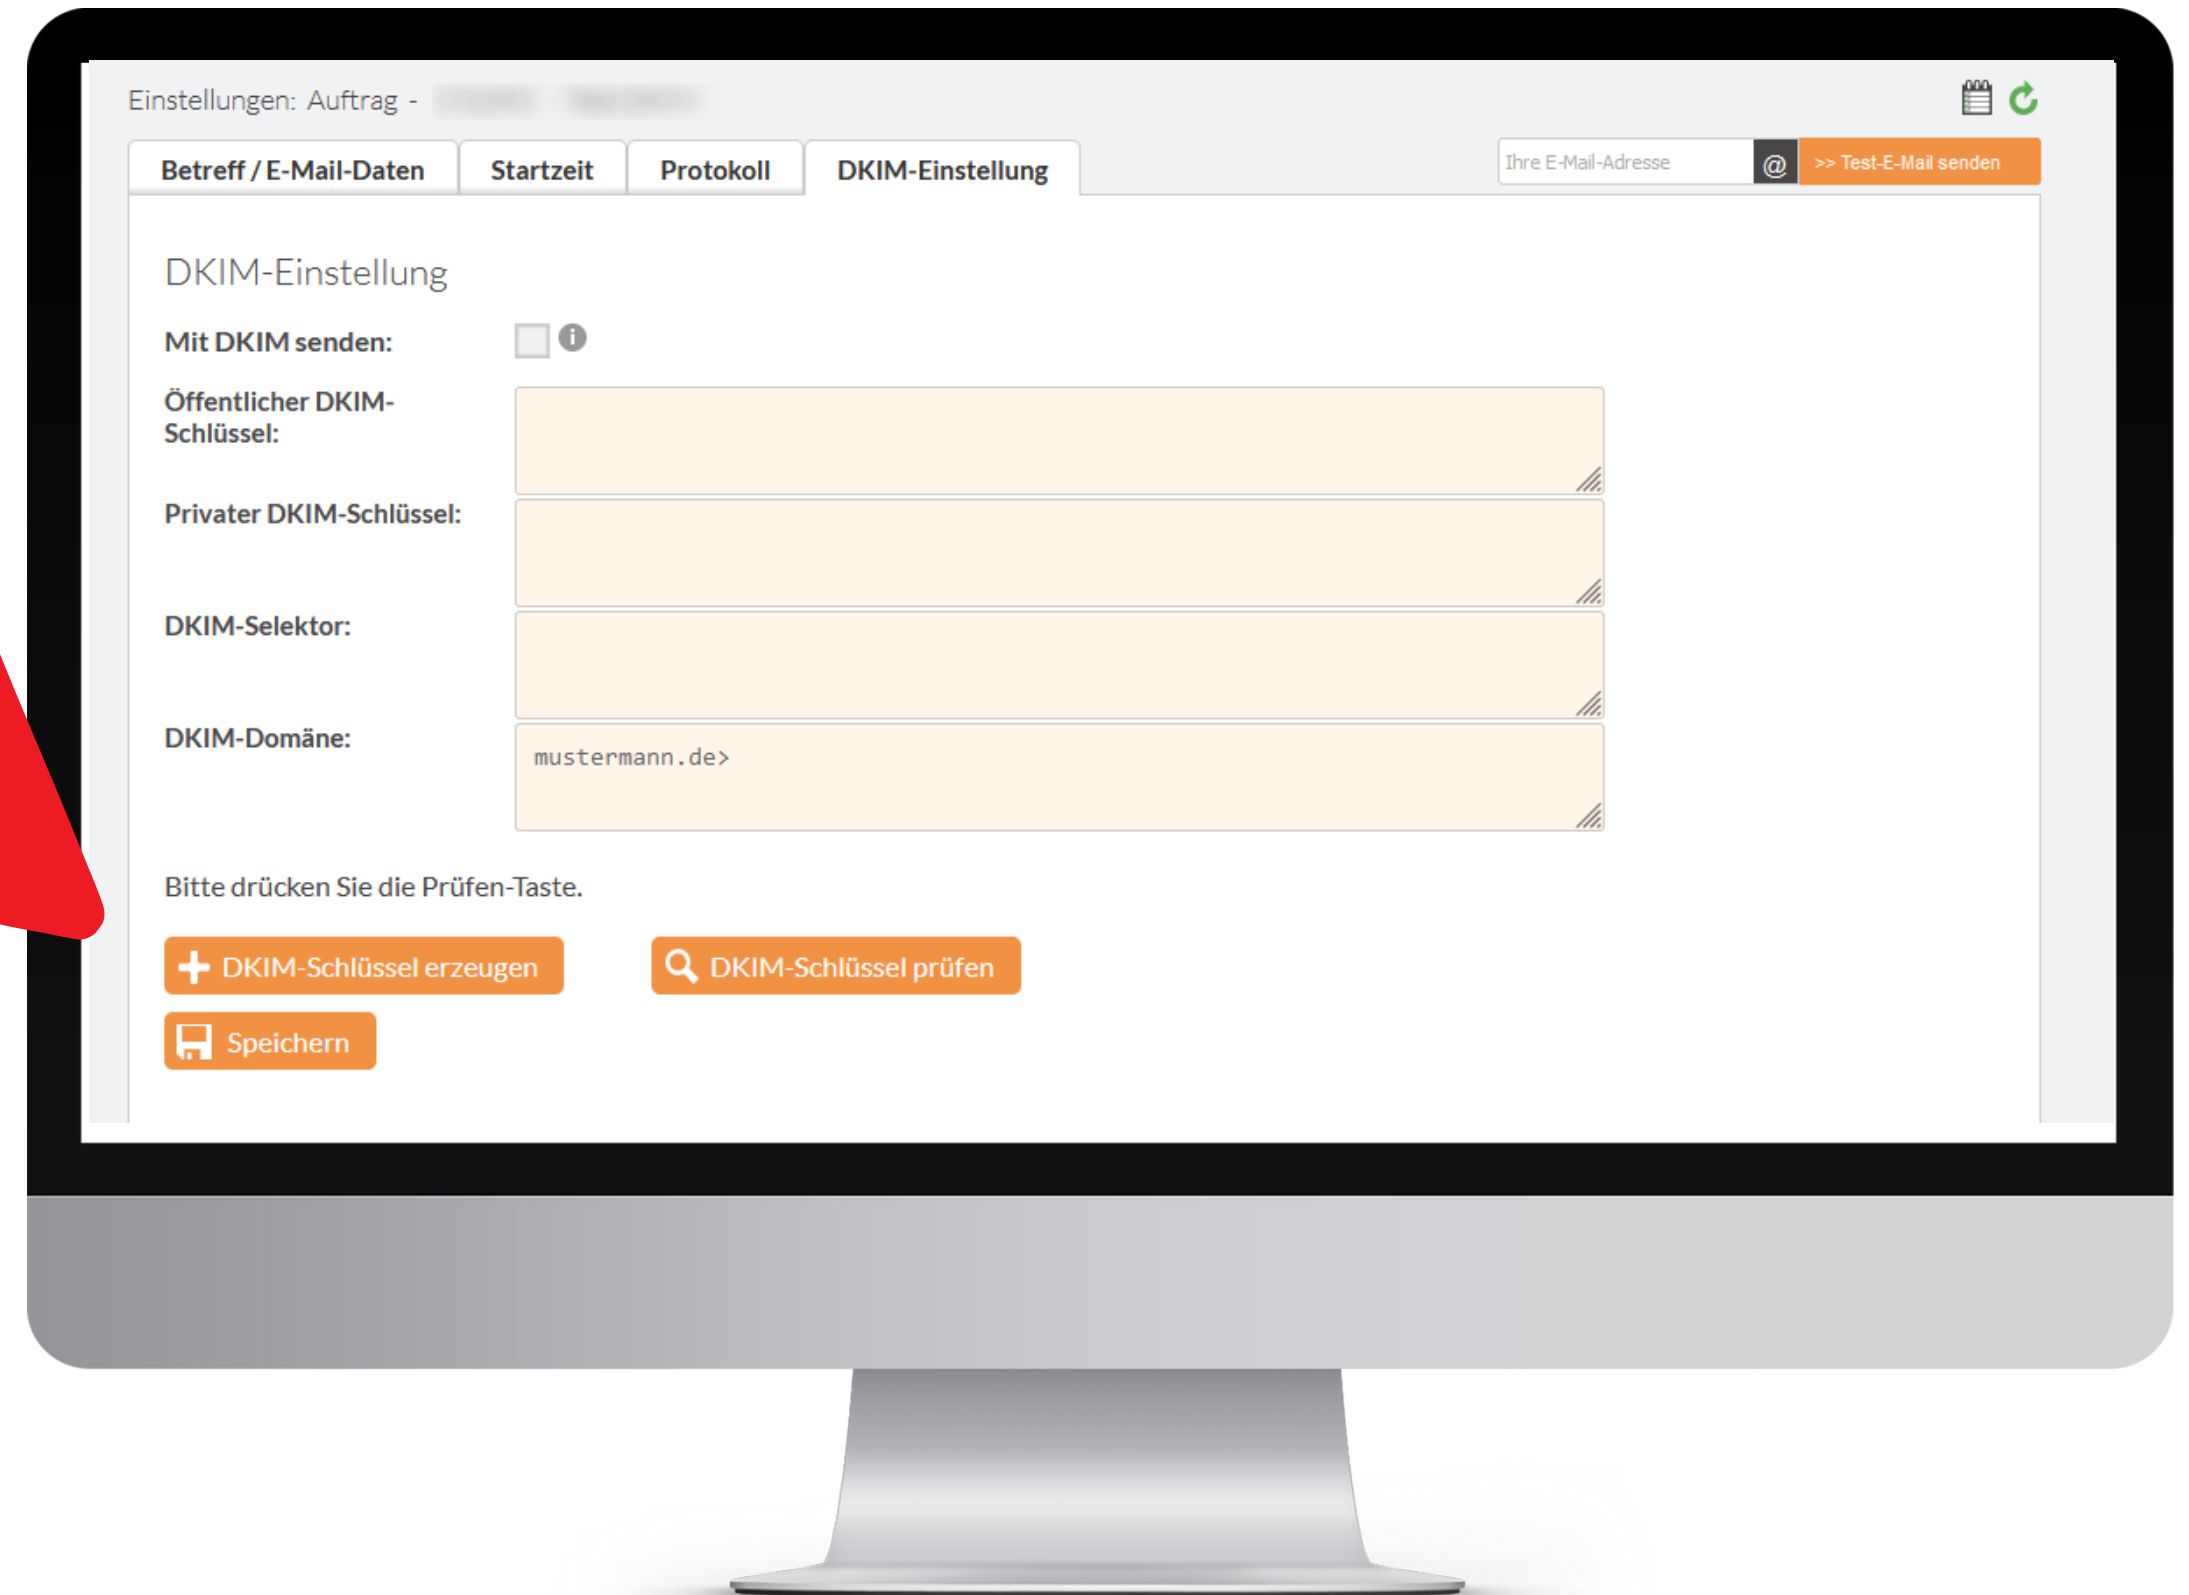 Einstellungen: Auftrag -
Betreff / E-Mail-Daten Startzeit Protokoll DKIM-Einstellung Ihre E-Mail-Adresse @ >> Test-E-Mail senden
DKIM-Einstellung
Mit DKIM senden:
Öffentlicher DKIM-
Schlüssel:
Privater DKIM-Schlüssel:
DKIM-Selektor:
DKIM-Domäne: mustermann.de>
Bitte drücken Sie die Prüfen-Taste.
DKIM-Schlüssel erzeugen DKIM-Schlüssel prüfen
Speichern